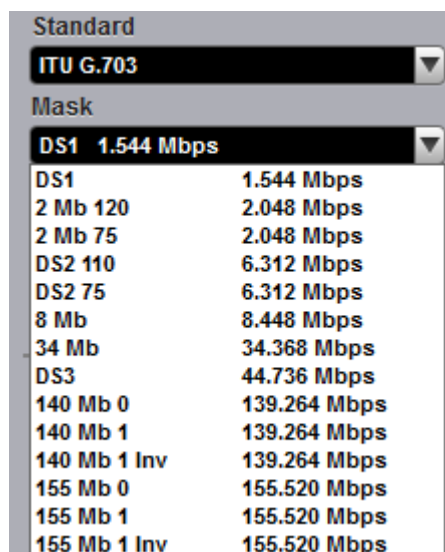 Standard
ITU G.703
Mask
DS1 1.544 Mbps
DS1 1.544 Mbps
2 Mb 120 2.048 Mbps
2 Mb 75 2.048 Mbps
DS2 110 6.312 Mbps
DS2 75 6.312 Mbps
8 Mb 8.448 Mbps
34 Mb 34.368 Mbps
DS3 44.736 Mbps
140 Mb 0 139.264 Mbps
140 Mb 1 139.264 Mbps
140 Mb 1 Inv 139.264 Mbps
155 Mb 0 155.520 Mbps
155 Mb 1 155.520 Mbps
155 Mb 1 Inv 155.520 Mbps